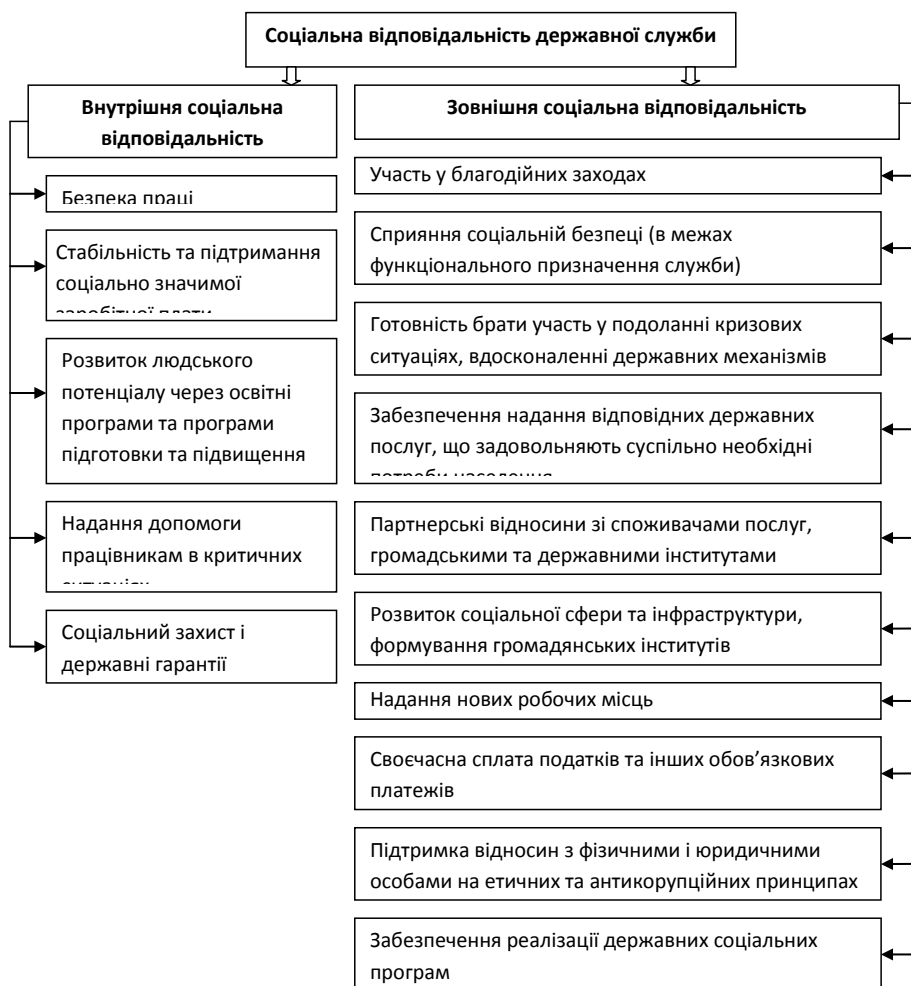 Соціальна відповідальність державної служби
Внутрішня соціальна
відповідальність
Безпека праці
Стабільність та підтримання
соціально значимої
заробітної плати
Розвиток людського
потенціалу через освітні
програми та програми
підготовки та підвищення
Надання допомоги
працівникам в критичних
ситуаціях
Соціальний захист і
державні гарантії
Зовнішня соціальна відповідальність
Участь у благодійних заходах
Сприяння соціальній безпеці (в межах
функціонального призначення служби)
Готовність брати участь у подоланні кризових
ситуаціях, вдосконаленні державних механізмів
Забезпечення надання відповідних державних
послуг, що задовольняють суспільно необхідні
потреби населення
Партнерські відносини зі споживачами послуг,
громадськими та державними інститутами
Розвиток соціальної сфери та інфраструктури,
формування громадянських інститутів
Надання нових робочих місць
Своєчасна сплата податків та інших обов’язкових
платежів
Підтримка відносин з фізичними і юридичними
особами на етичних та антикорупційних принципах
Забезпечення реалізації державних соціальних
програм